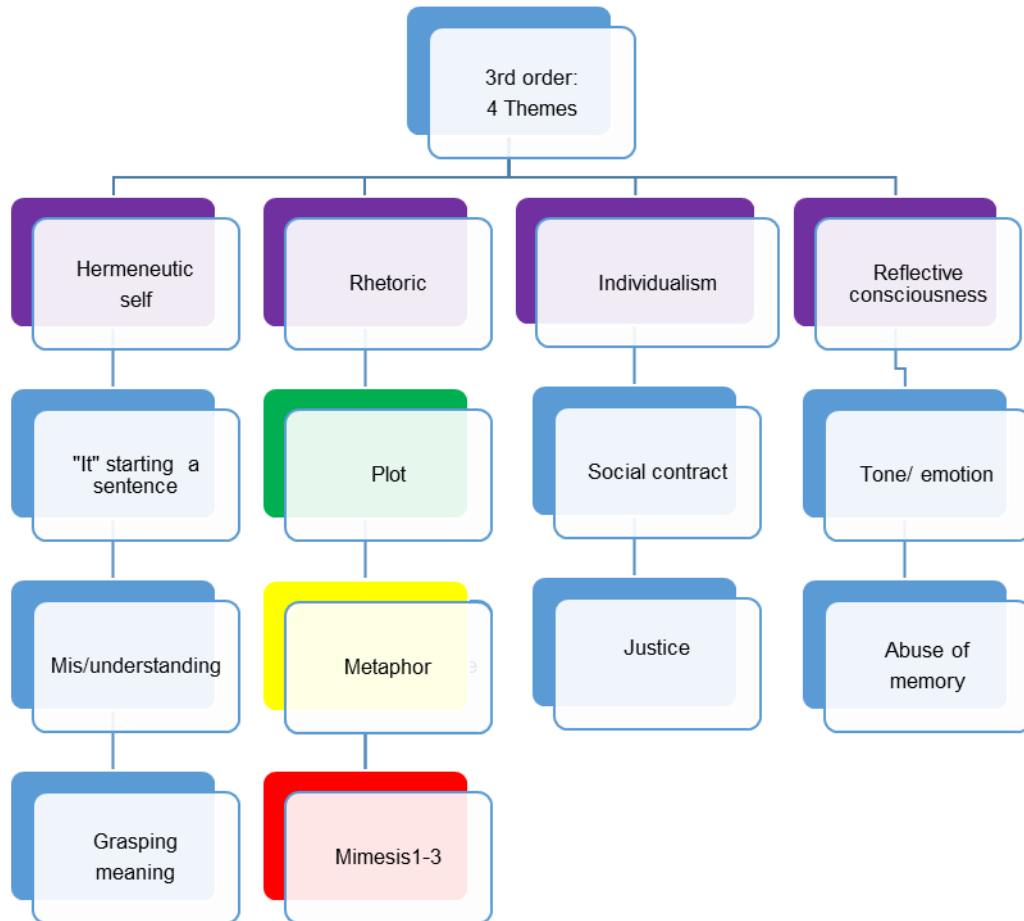 3rd order:
4 Themes
Hermeneutic
self
Rhetoric
Individualism
Reflective
consciousness
"It" starting a
sentence
Plot
Social contract
Tone/ emotion
Mis/understanding
Metaphor
Justice
Abuse of
memory
Grasping
meaning
Mimesis1-3